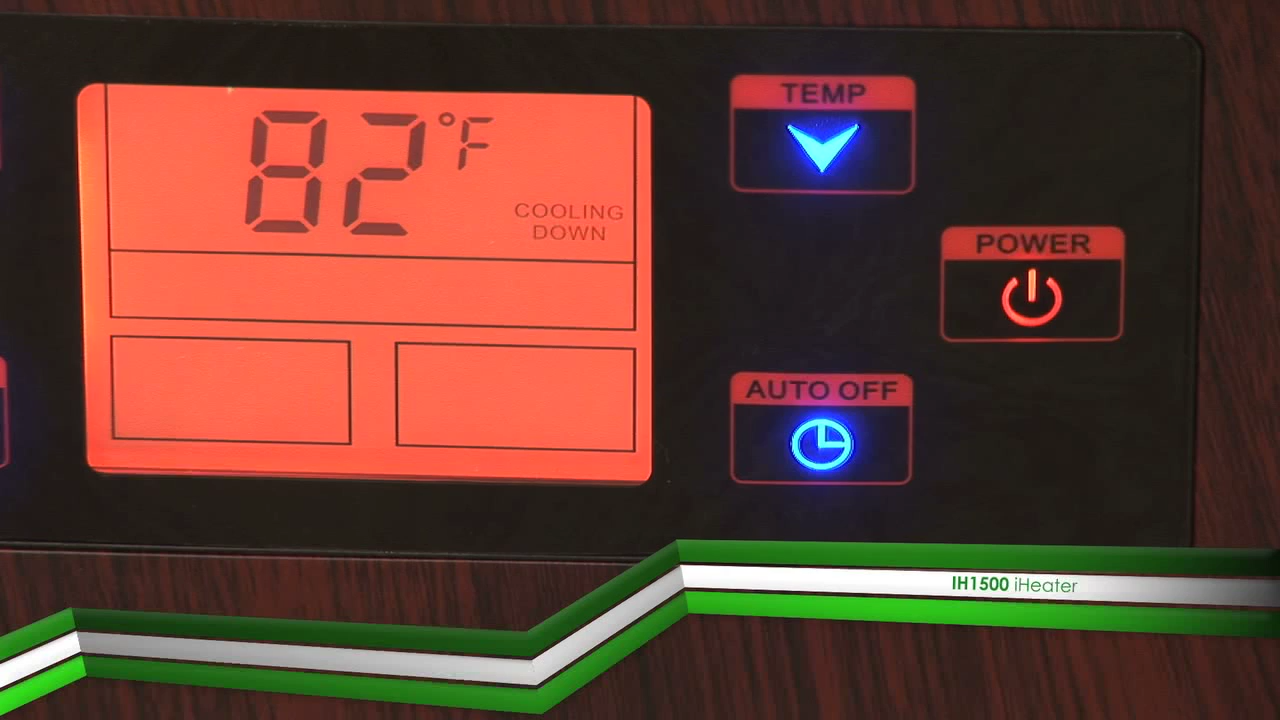 82°F
COOLING
DOWN
TEMP
POWER
AUTO OFF
IH1500 iHeater